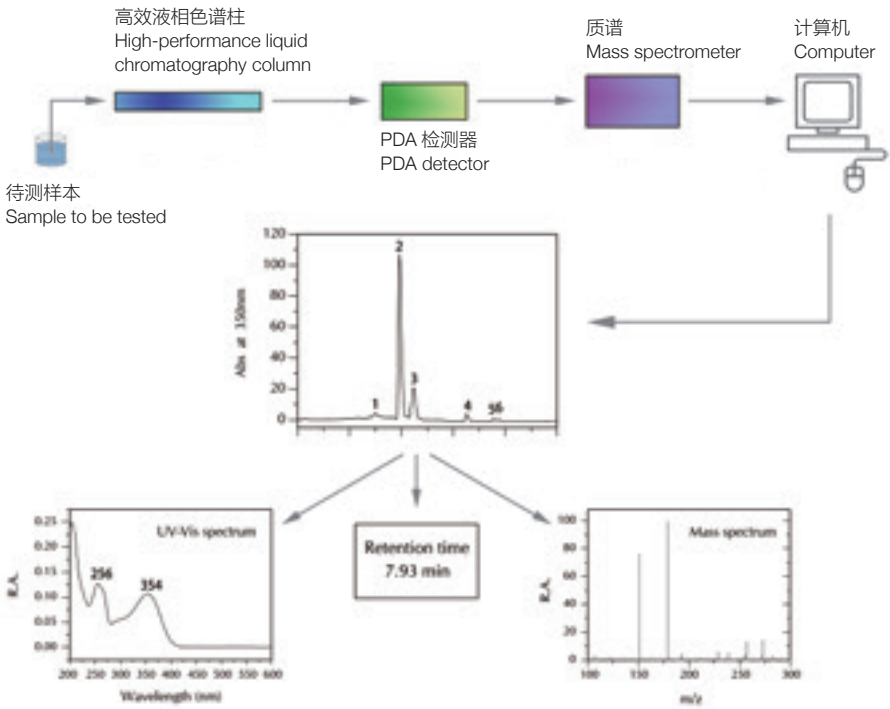 高效液相色谱柱
High-performance liquid
chromatography column
质谱
Mass spectrometer
计算机
Computer
PDA 检测器
PDA detector
待测样本
Sample to be tested
120
100
80
60
40
20
0
Abs at 350nm
1
2
3
4
56
0.25
0.20
0.15
0.10
0.05
0.00
R.A.
UV-Vis spectrum
256
354
200 250 300 350 400 450 500 600
Wavelength (nm)
Retention time
7.93 min
100
80
60
40
20
0
R.A.
Mass spectrum
100 150 200 250 300
m/z